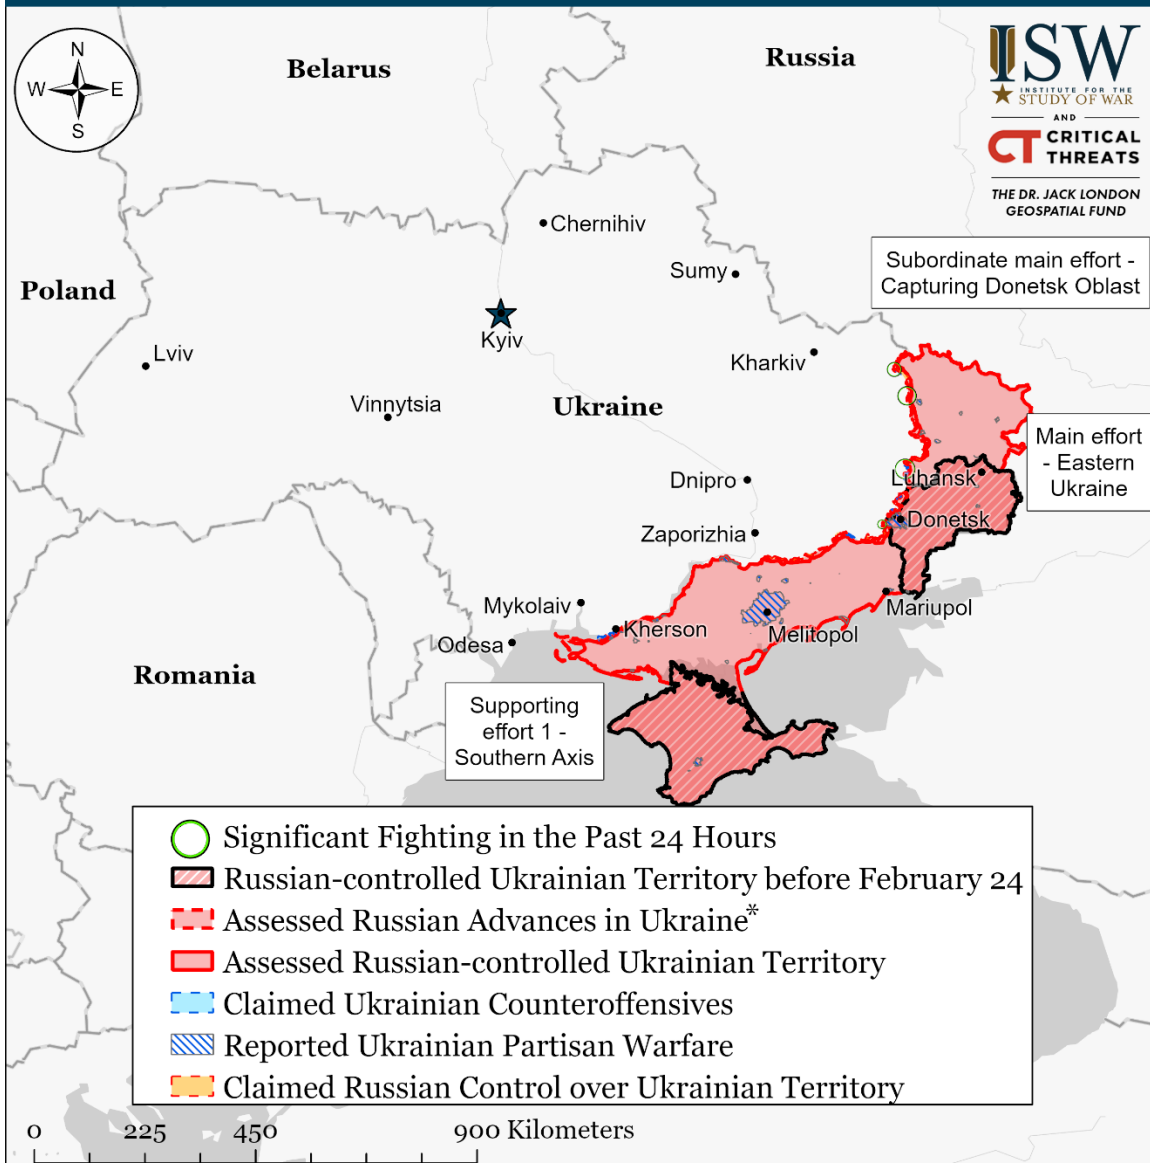 N
W
E
S
Belarus
Russia
ISW
INSTITUTE FOR THE
STUDY OF WAR
AND
CT CRITICAL
THREATS
THE DR. JACK LONDON
GEOSPATIAL FUND
Chernihiv
Subordinate main effort -
Capturing Donetsk Oblast
Sumy
Poland
Kyiv
Lviv
Kharkiv
Vinnytsia
Ukraine
Main effort
- Eastern
Ukraine
Dnipro
Luhansk
Donetsk
Zaporizhia
Mykolaiv
Mariupol
Kherson
Melitopol
Odesa
Romania
Supporting
effort 1 -
Southern Axis
Significant Fighting in the Past 24 Hours
Russian-controlled Ukrainian Territory before February 24
Assessed Russian Advances in Ukraine*
Assessed Russian-controlled Ukrainian Territory
Claimed Ukrainian Counteroffensives
Reported Ukrainian Partisan Warfare
Claimed Russian Control over Ukrainian Territory
0 225 450 900 Kilometers